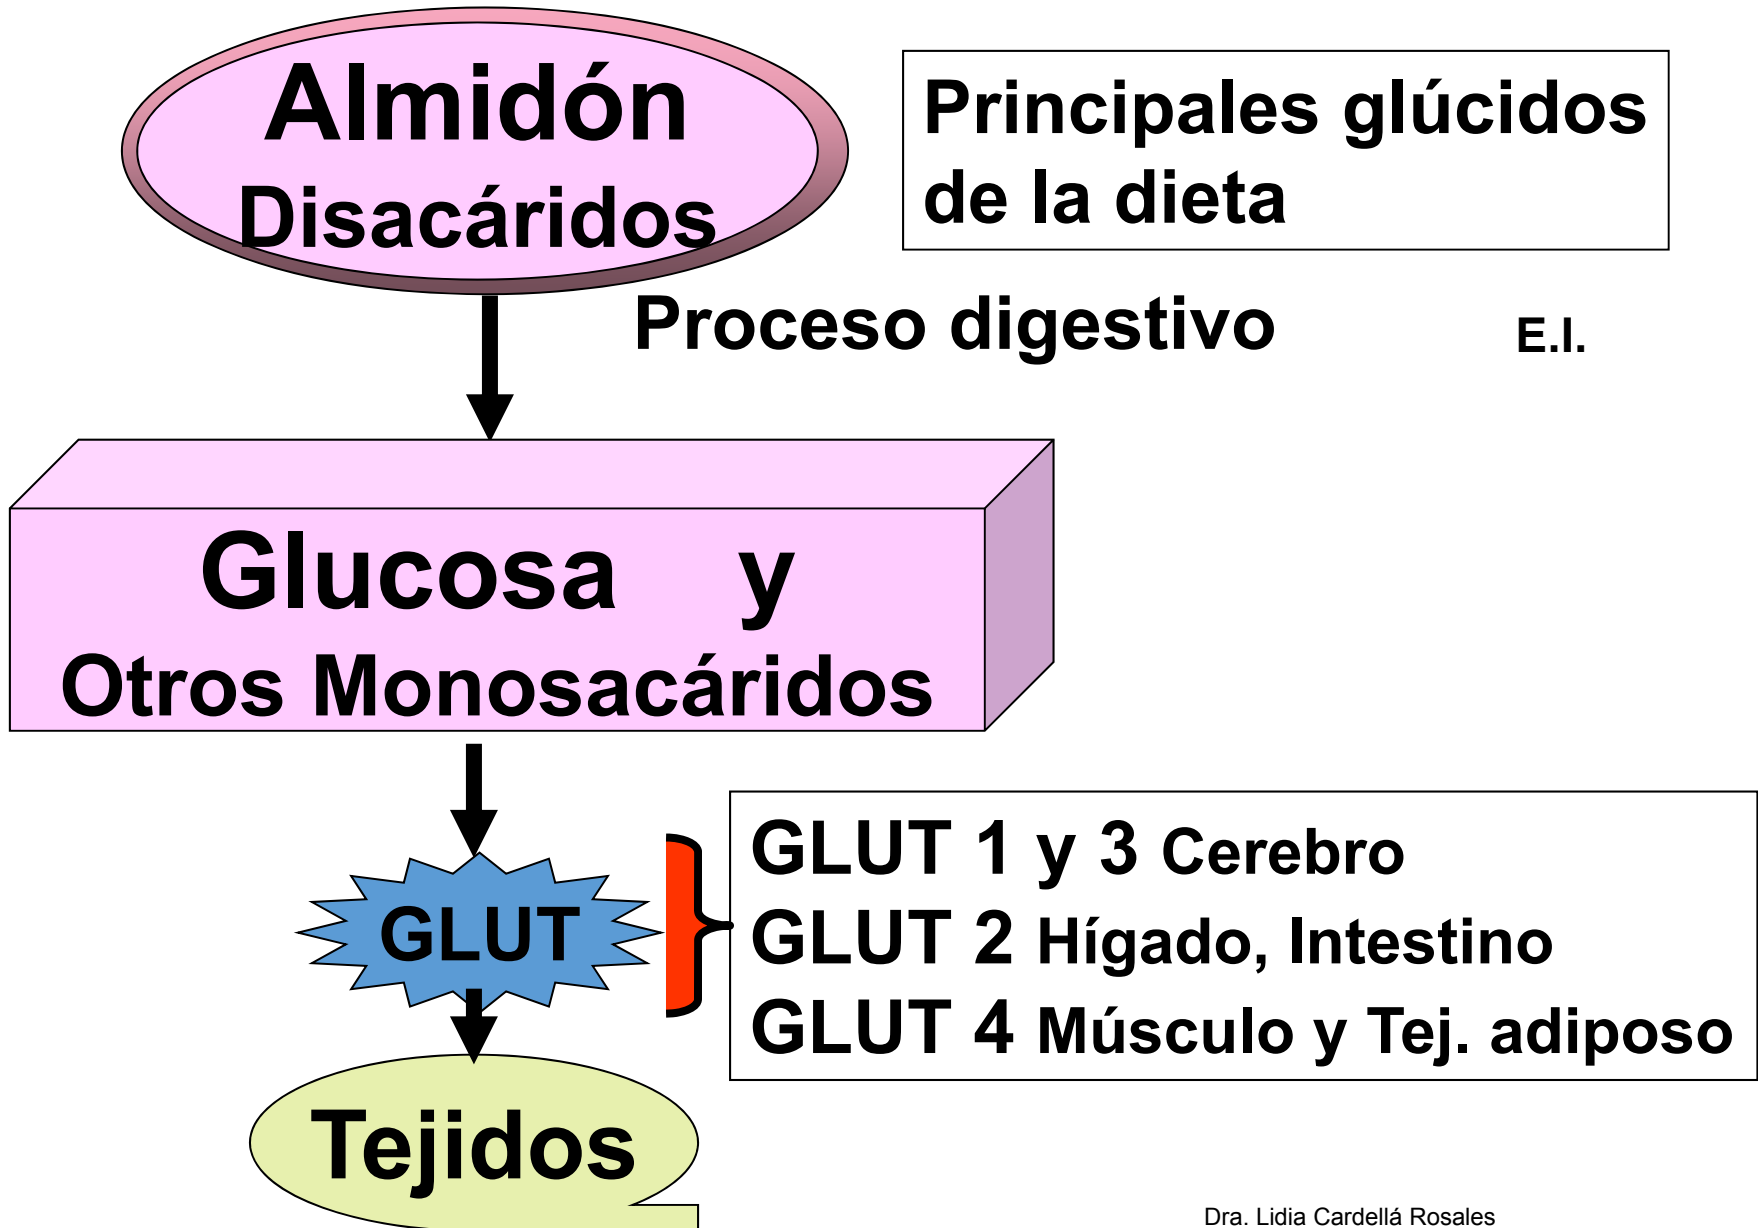 Almidón
Disacáridos
Principales glúcidos
de la dieta
Proceso digestivo
E.I.
Glucosa y
Otros Monosacáridos
GLUT
GLUT 1 y 3 Cerebro
GLUT 2 Hígado, Intestino
GLUT 4 Músculo y Tej. adiposo
Tejidos
Dra. Lidia Cardellá Rosales